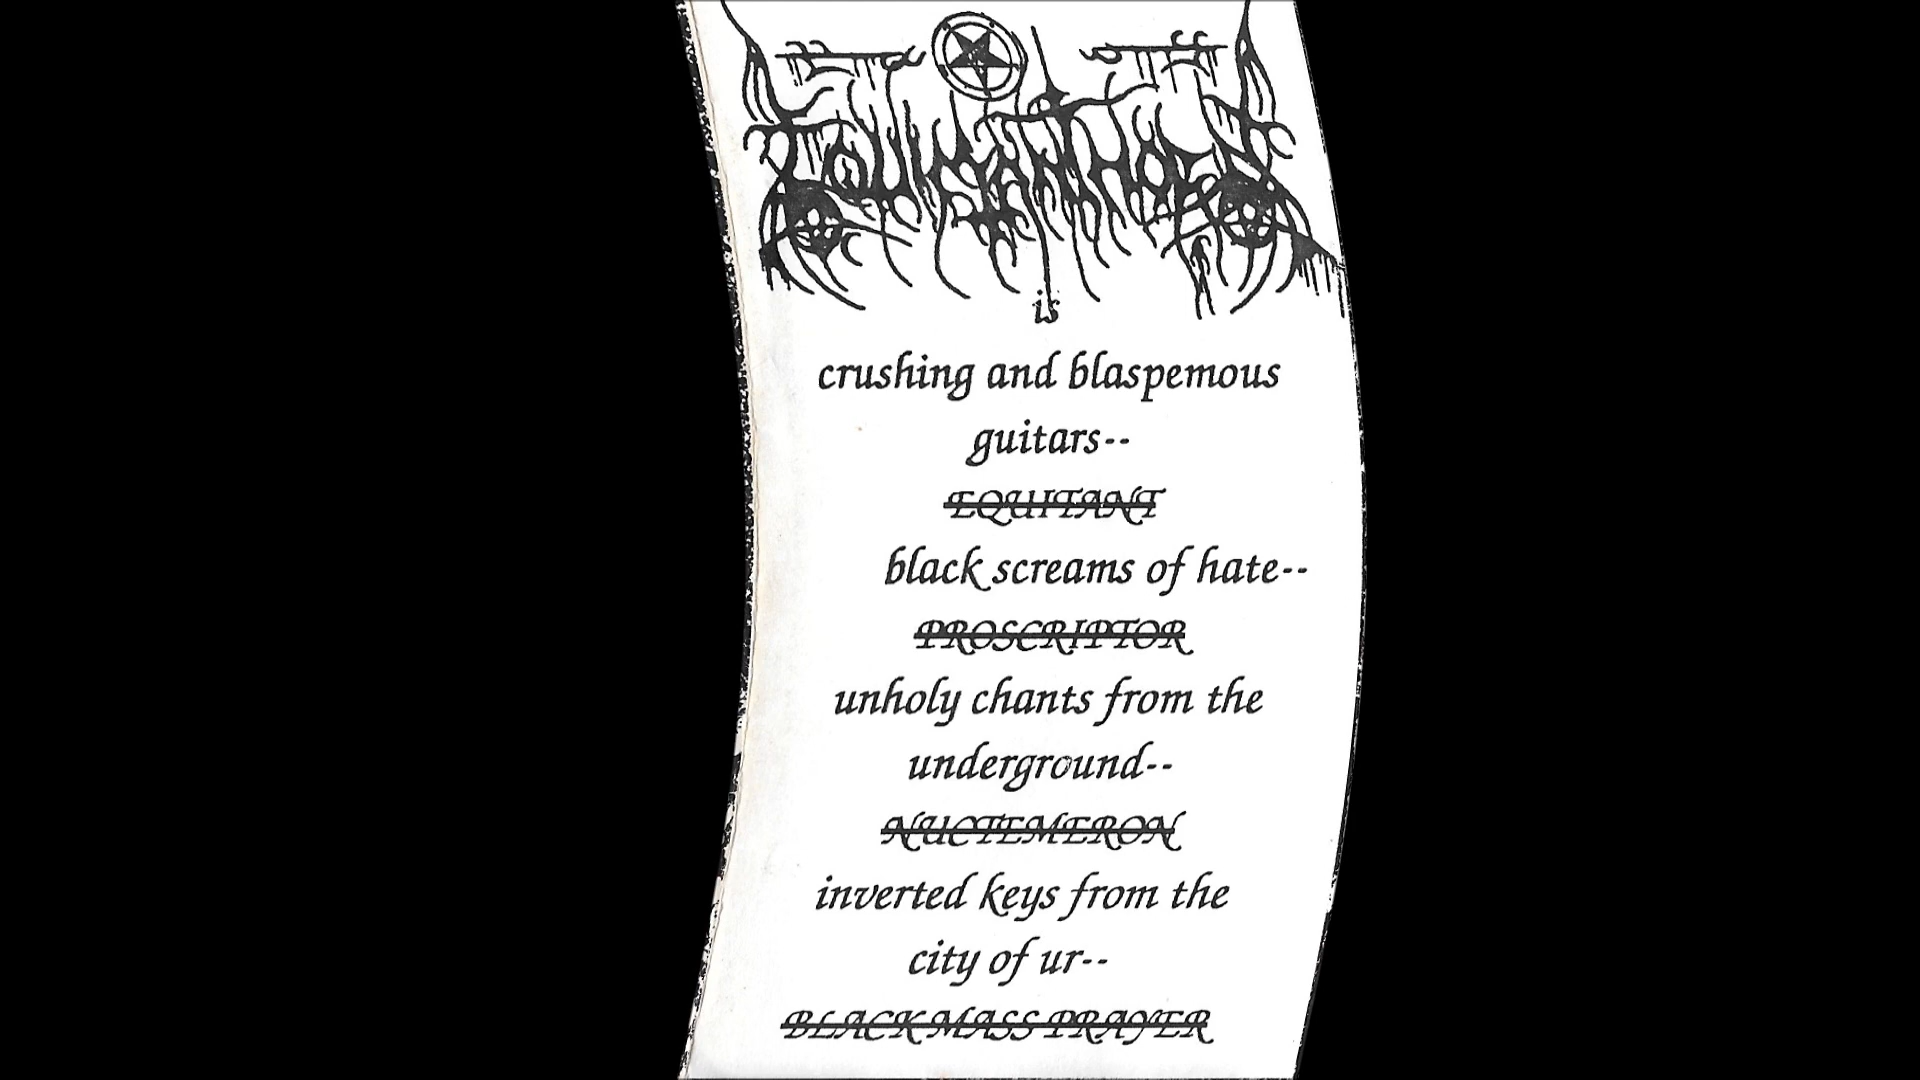 EQUIMANTHORN
is
crushing and blaspemous
guitars--
EQUITANT
black screams of hate--
PROSCRIPTOR
unholy chants from the
underground--
NUCTEMERON
inverted keys from the
city of ur--
BLACK MASS PRAYER